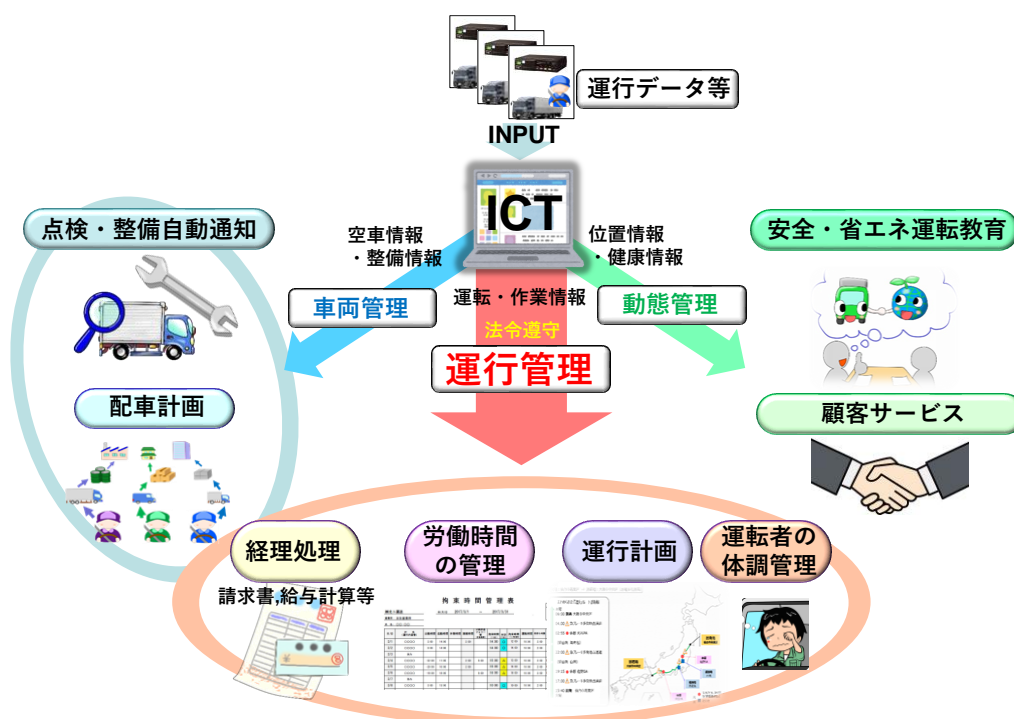 運行データ等
INPUT
ICT
点検・整備自動通知
空車情報
・整備情報
位置情報
・健康情報
安全・省エネ運転教育
車両管理
運転・作業情報
動態管理
法令遵守
運行管理
配車計画
顧客サービス
経理処理
請求書,給与計算等
労働時間
の管理
運行計画
運転者の
体調管理
拘束時間管理表